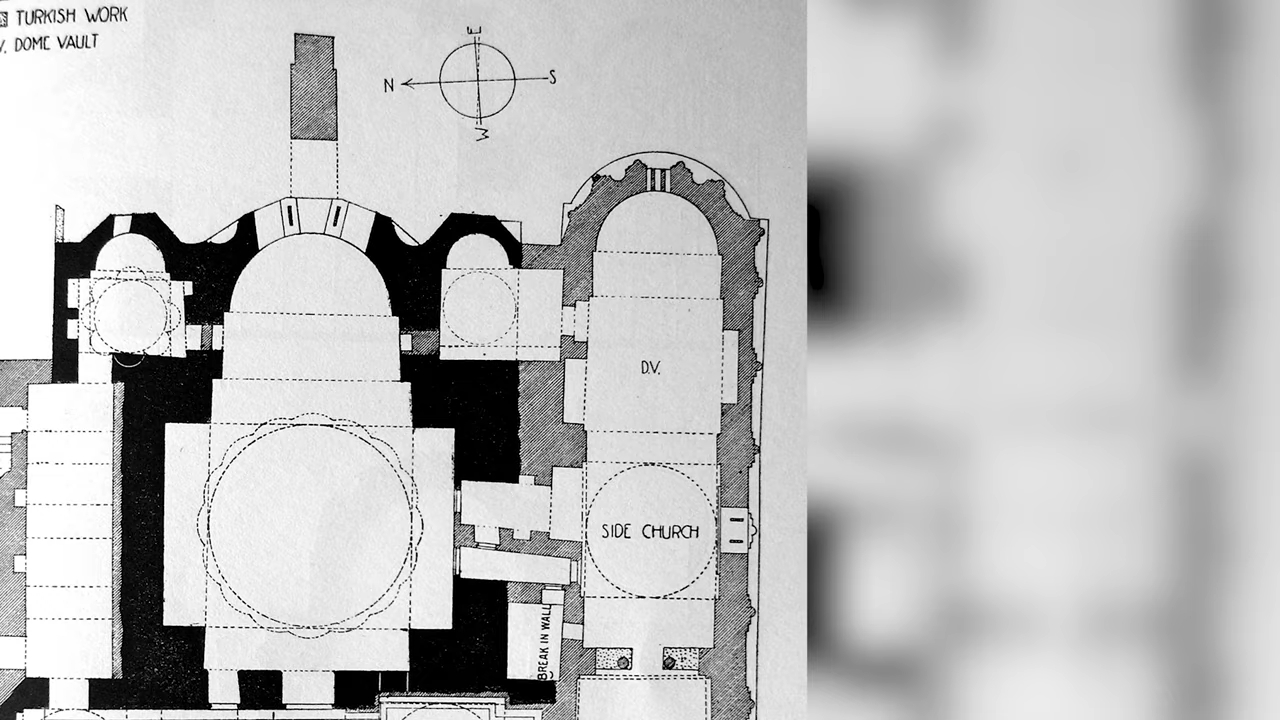 TURKISH WORK
V. DOME VAULT
E
N
S
W
D.V.
SIDE CHURCH
BREAK IN WALL